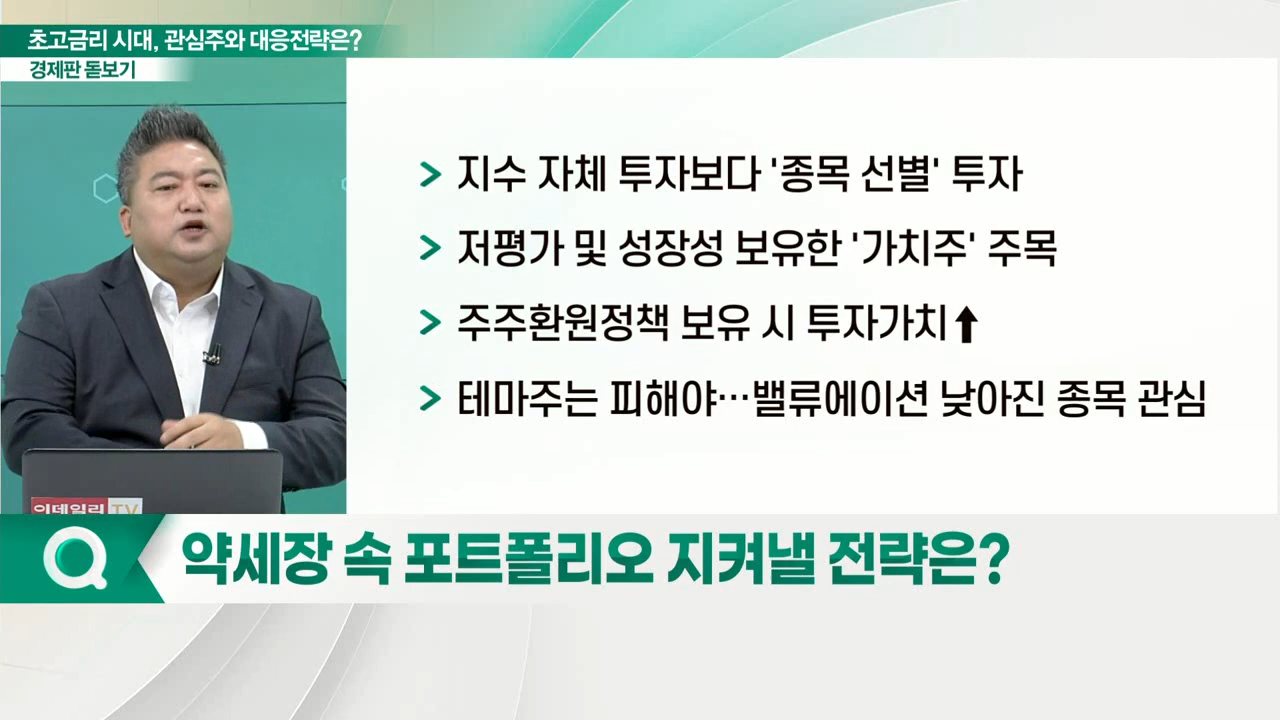 초고금리 시대, 관심주와 대응전략은?
경제판 돋보기
> 지수 자체 투자보다 '종목 선별' 투자
> 저평가 및 성장성 보유한 '가치주' 주목
> 주주환원정책 보유 시 투자가치↑
> 테마주는 피해야…밸류에이션 낮아진 종목 관심
이데일리 TV
Q 약세장 속 포트폴리오 지켜낼 전략은?